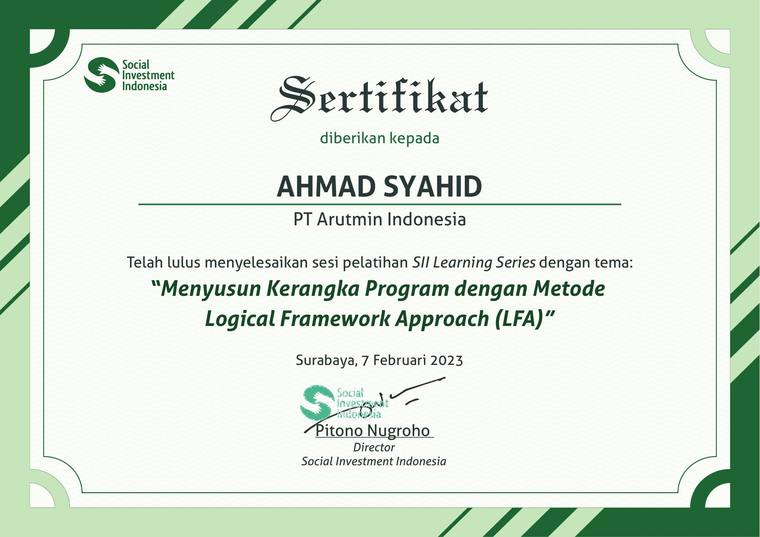 Social
Investment
Indonesia
Sertifikat
diberikan kepada
AHMAD SYAHID
PT Arutmin Indonesia
Telah lulus menyelesaikan sesi pelatihan SII Learning Series dengan tema:
“Menyusun Kerangka Program dengan Metode
Logical Framework Approach (LFA)”
Surabaya, 7 Februari 2023
Social
Investment
Indonesia
Pitono Nugroho
Director
Social Investment Indonesia